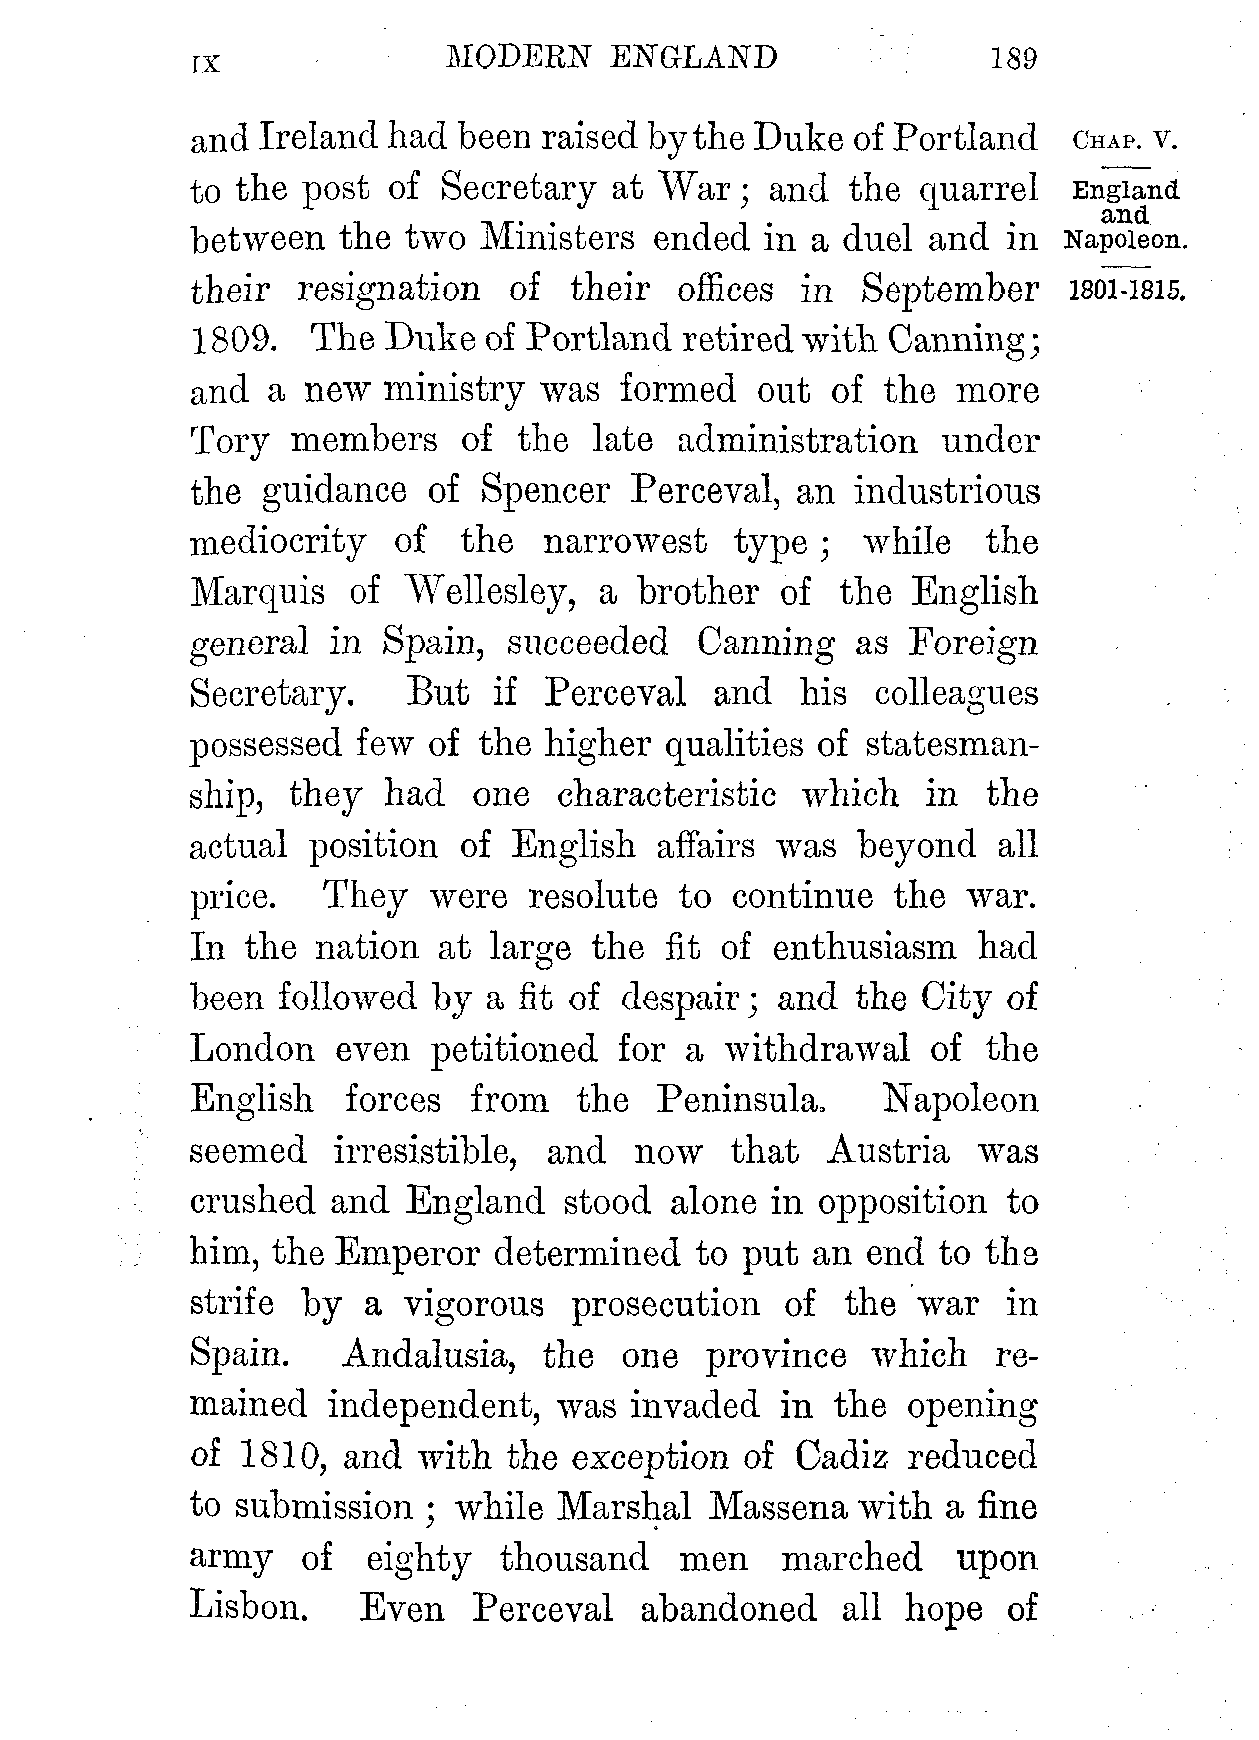 IX MODERN ENGLAND 189
and Ireland had been raised by the Duke of Portland
to the post of Secretary at War ; and the quarrel
between the two Ministers ended in a duel and in
their resignation of their offices in September
1809. The Duke of Portland retired with Canning;
and a new ministry was formed out of the more
Tory members of the late administration under
the guidance of Spencer Perceval, an industrious
mediocrity of the narrowest type ; while the
Marquis of Wellesley, a brother of the English
general in Spain, succeeded Canning as Foreign
Secretary. But if Perceval and his colleagues
possessed few of the higher qualities of statesman-
ship, they had one characteristic which in the
actual position of English affairs was beyond all
price. They were resolute to continue the war.
In the nation at large the fit of enthusiasm had
been followed by a fit of despair ; and the City of
London even petitioned for a withdrawal of the
English forces from the Peninsula. Napoleon
seemed irresistible, and now that Austria was
crushed and England stood alone in opposition to
him, the Emperor determined to put an end to the
strife by a vigorous prosecution of the war in
Spain. Andalusia, the one province which re-
mained independent, was invaded in the opening
of 1810, and with the exception of Cadiz reduced
to submission ; while Marshal Massena with a fine
army of eighty thousand men marched upon
Lisbon. Even Perceval abandoned all hope of
CHAP. V.
England
and
Napoleon.
1801-1815.